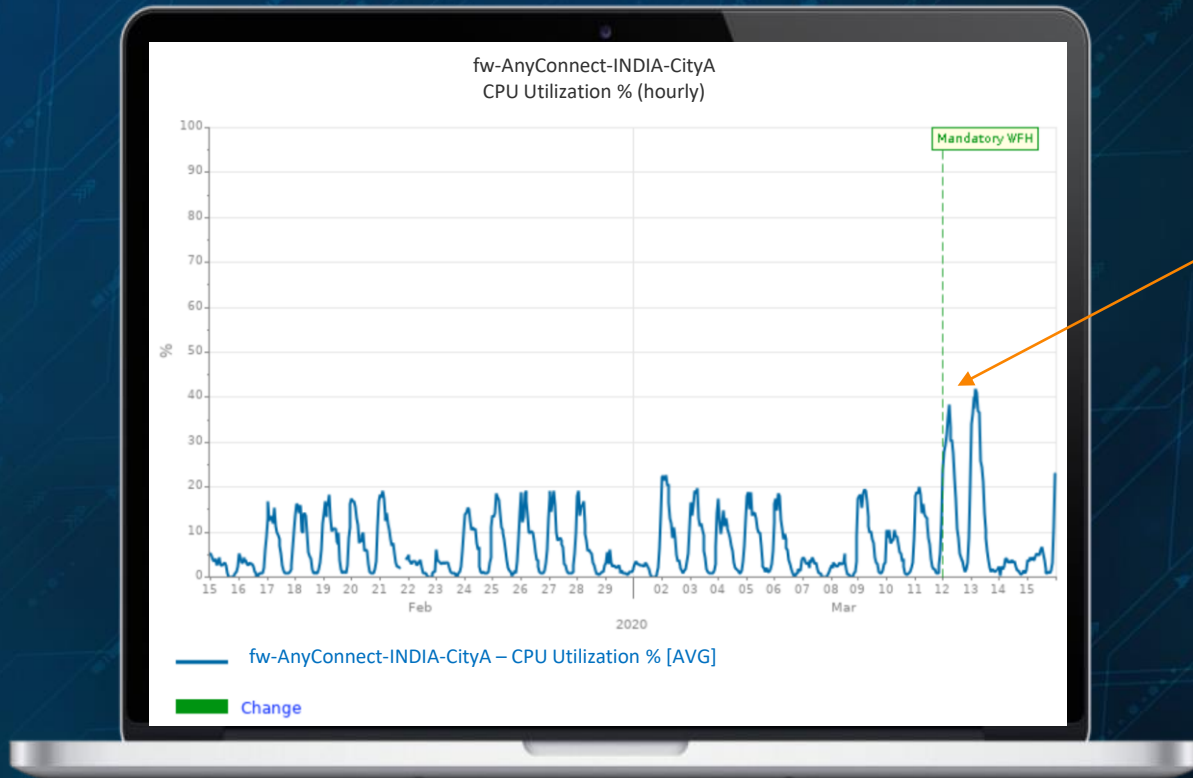 fw-AnyConnect-INDIA-CityA
CPU Utilization % (hourly)
Mandatory WFH
100
90
80
70
60
50
40
30
20
10
0
%
15 16 17 18 19 20 21 22 23 24 25 26 27 28 29 02 03 04 05 06 07 08 09 10 11 12 13 14 15
Feb Mar
2020
fw-AnyConnect-INDIA-CityA – CPU Utilization % [AVG]
Change